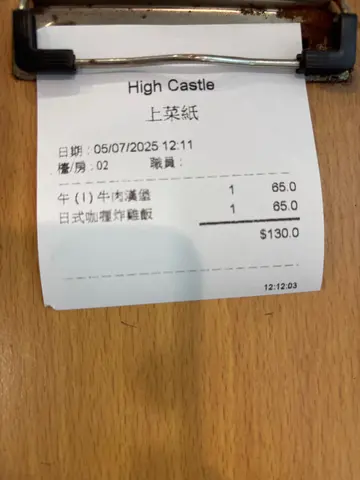 High Castle
上菜紙
日期 : 05/07/2025 12:11
檯/房 : 02 職員 :
午 (1) 牛肉漢堡 1 65.0
日式咖喱炸雞飯 1 65.0
$130.0
12:12:03